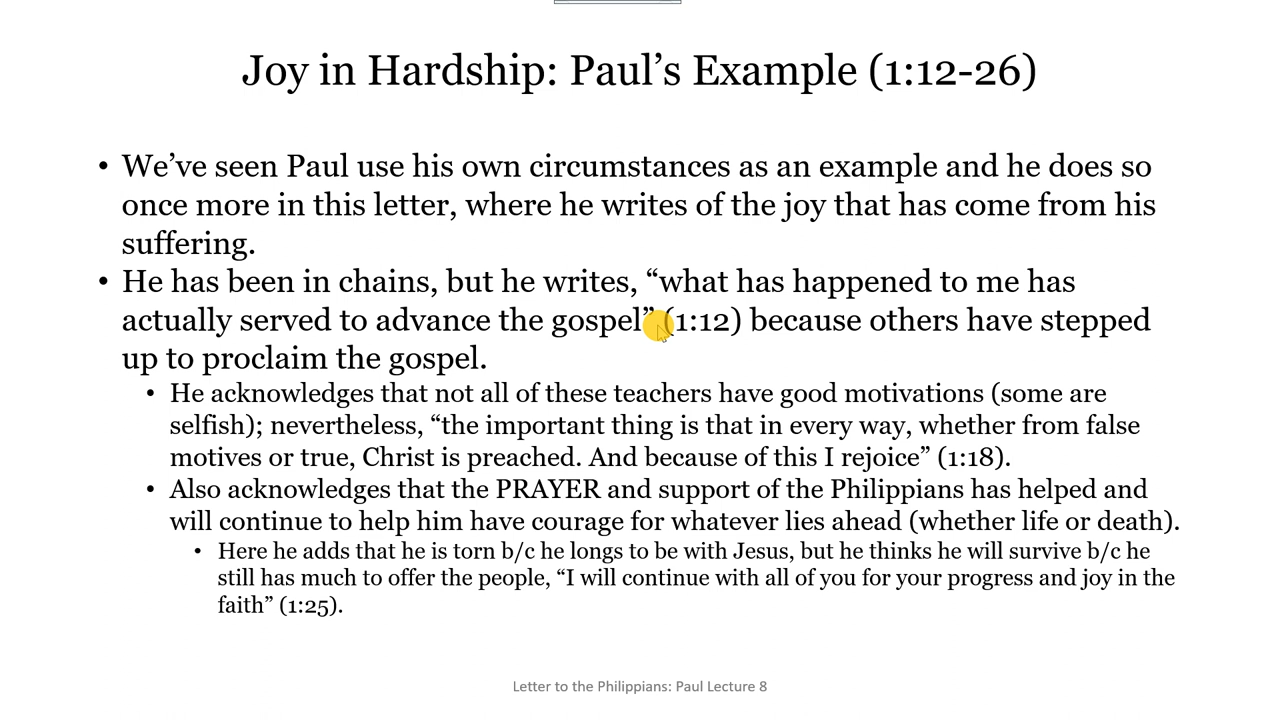 Joy in Hardship: Paul’s Example (1:12-26)
• We’ve seen Paul use his own circumstances as an example and he does so
once more in this letter, where he writes of the joy that has come from his
suffering.
• He has been in chains, but he writes, “what has happened to me has
actually served to advance the gospel” (1:12) because others have stepped
up to proclaim the gospel.
• He acknowledges that not all of these teachers have good motivations (some are
selfish); nevertheless, “the important thing is that in every way, whether from false
motives or true, Christ is preached. And because of this I rejoice” (1:18).
• Also acknowledges that the PRAYER and support of the Philippians has helped and
will continue to help him have courage for whatever lies ahead (whether life or death).
• Here he adds that he is torn b/c he longs to be with Jesus, but he thinks he will survive b/c he
still has much to offer the people, “I will continue with all of you for your progress and joy in the
faith” (1:25).
Letter to the Philippians: Paul Lecture 8